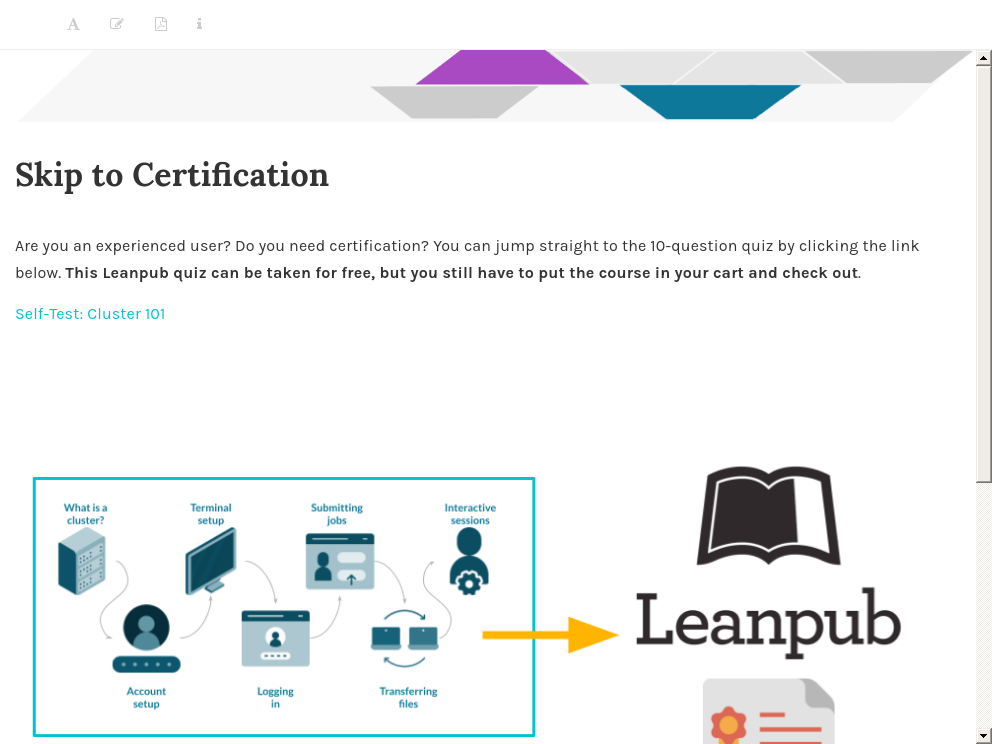 Skip to Certification
Are you an experienced user? Do you need certification? You can jump straight to the 10-question quiz by clicking the link
below. This Leanpub quiz can be taken for free, but you still have to put the course in your cart and check out.
Self-Test: Cluster 101
What is a
cluster?
Terminal
setup
Submitting
jobs
Interactive
sessions
Account
setup
Logging
in
Transferring
files
Leanpub